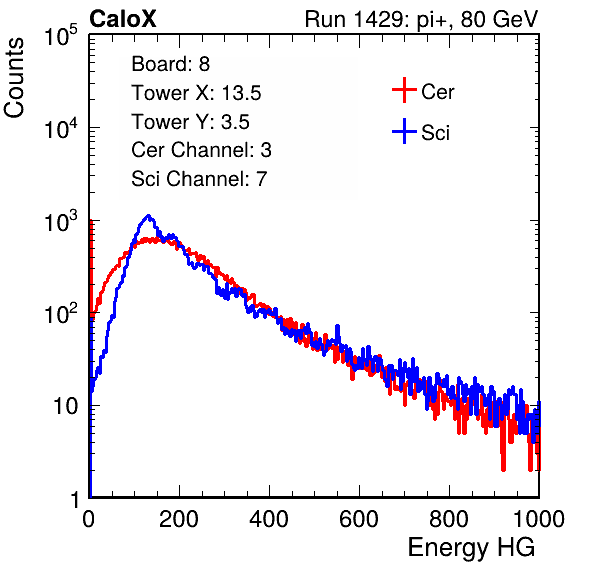 CaloX Run 1429: pi+, 80 GeV
Counts
10^5
10^4
10^3
10^2
10
1
Board: 8
Tower X: 13.5
Tower Y: 3.5
Cer Channel: 3
Sci Channel: 7
Cer
Sci
0 200 400 600 800 1000
Energy HG